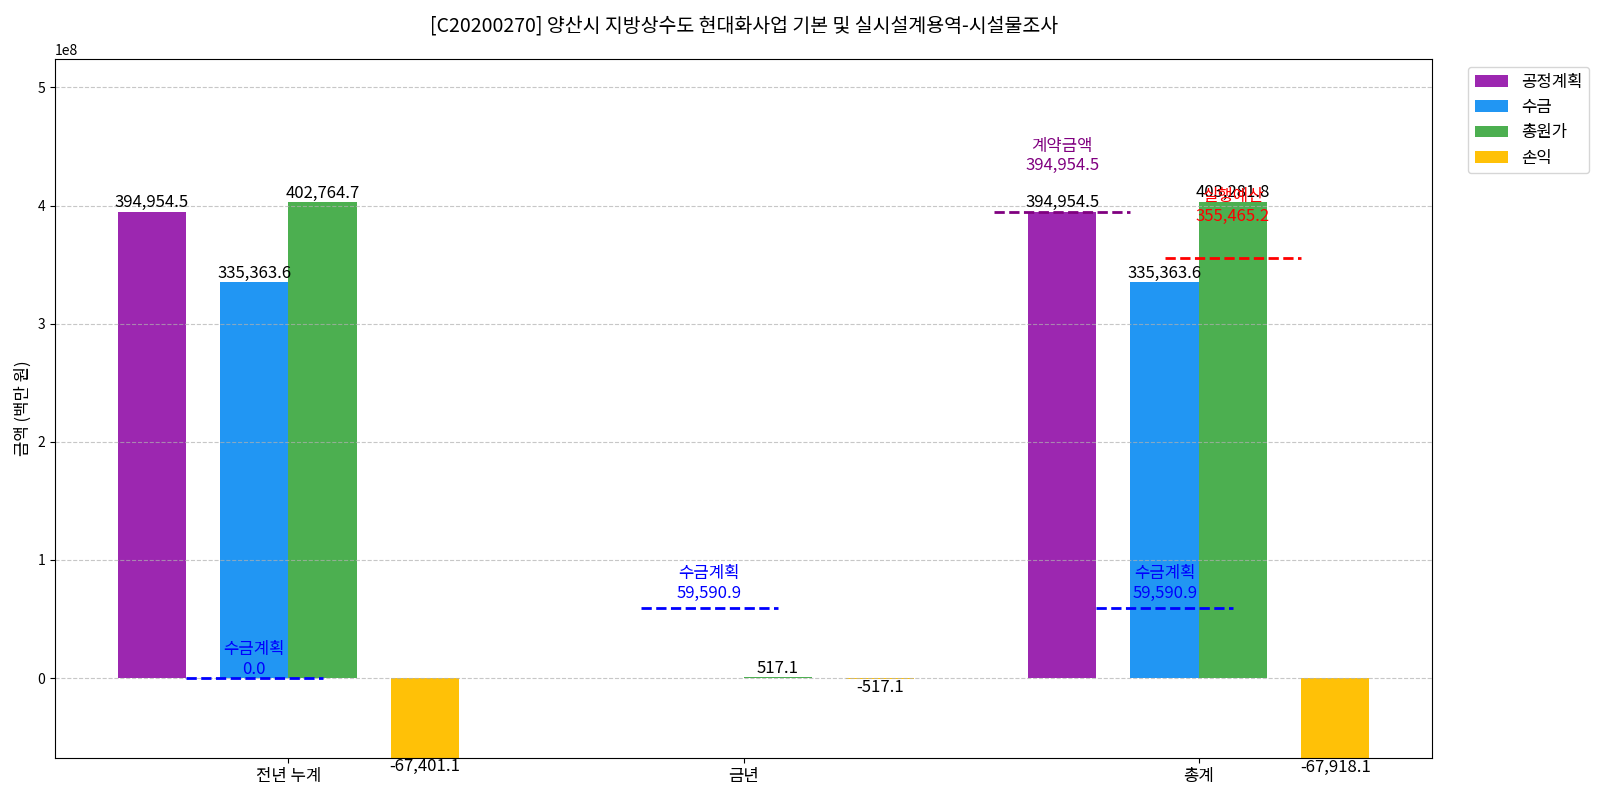 [C20200270] 양산시 지방상수도 현대화사업 기본 및 실시설계용역-시설물조사
1e8
금액 (백만 원)
5
4
3
2
1
0
394,954.5
335,363.6
402,764.7
-67,401.1
수금계획
0.0
수금계획
59,590.9
517.1
-517.1
계약금액
394,954.5
394,954.5
335,363.6
403,281.8
실행예산
355,465.2
수금계획
59,590.9
-67,918.1
전년 누계
금년
총계
공정계획
수금
총원가
손익